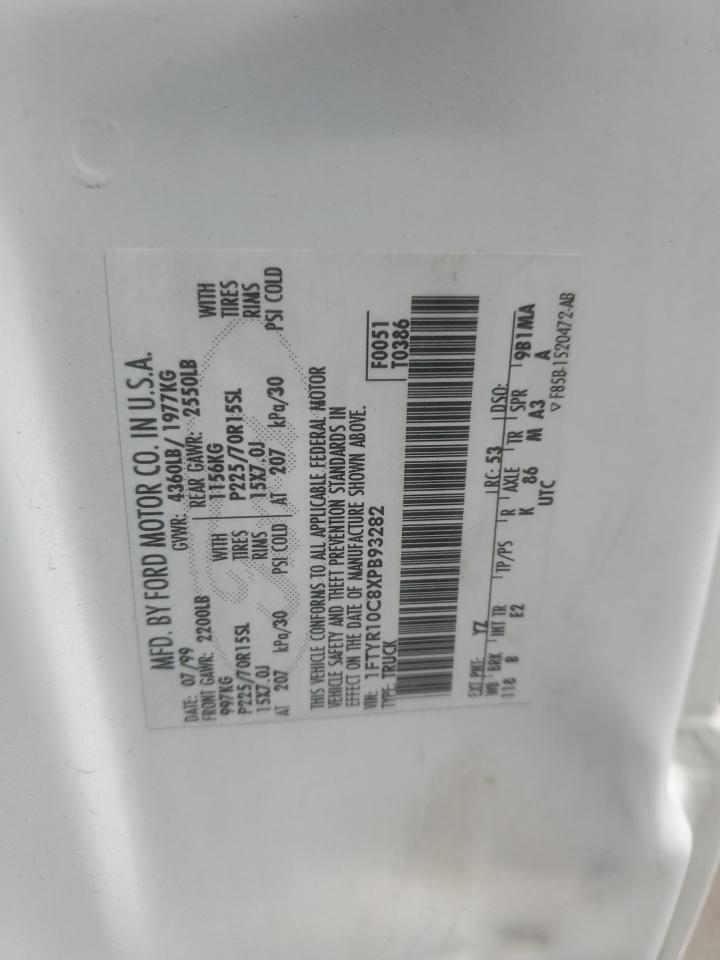 MFD. BY FORD MOTOR CO. IN U.S.A.
DATE: 07/99 GVWR: 4360LB/ 1977KG
FRONT GAWR: 2200LB REAR GAWR: 2550LB
997KG WITH 1156KG WITH
P225/70R15SL TIRES P225/70R15SL TIRES
15X7.0J RIMS 15X7.0J RIMS
AT 207 kPa/30 PSI COLD AT 207 kPa/30 PSI COLD
THIS VEHICLE CONFORMS TO ALL APPLICABLE FEDERAL MOTOR
VEHICLE SAFETY AND THEFT PREVENTION STANDARDS IN
EFFECT ON THE DATE OF MANUFACTURE SHOWN ABOVE.
VIN: 1FTYR10C8XPB93282 F0051
TYPE: TRUCK T0386
EXT PNT: YZ RC: 53 DSO:
WB BRK INT TR TP/PS R AXLE TR SPR 9B1MA
118 B E2 K 86 M A3 A
UTC
▽ F85B-1520472-AB